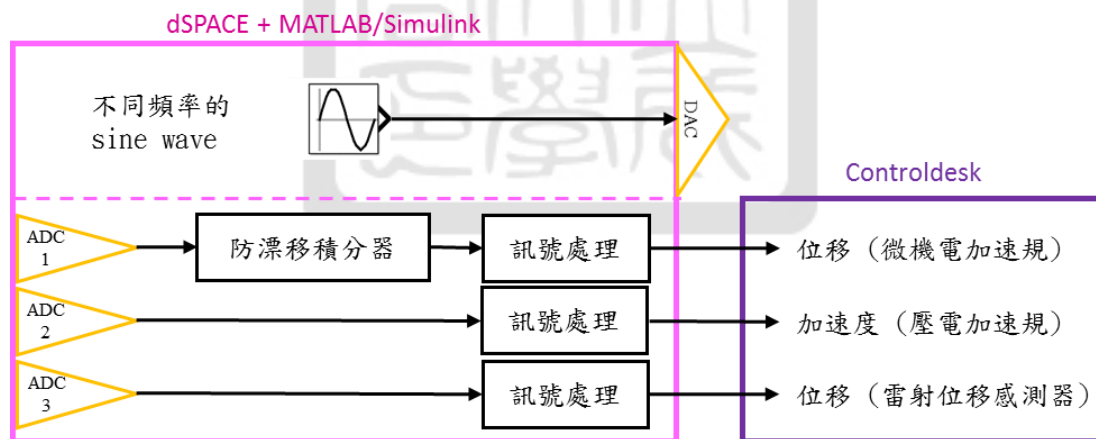 dSPACE + MATLAB/Simulink
不同頻率的
sine wave
DAC
Controldesk
ADC
1
防漂移積分器
訊號處理
位移（微機電加速規）
ADC
2
訊號處理
加速度（壓電加速規）
ADC
3
訊號處理
位移（雷射位移感測器）